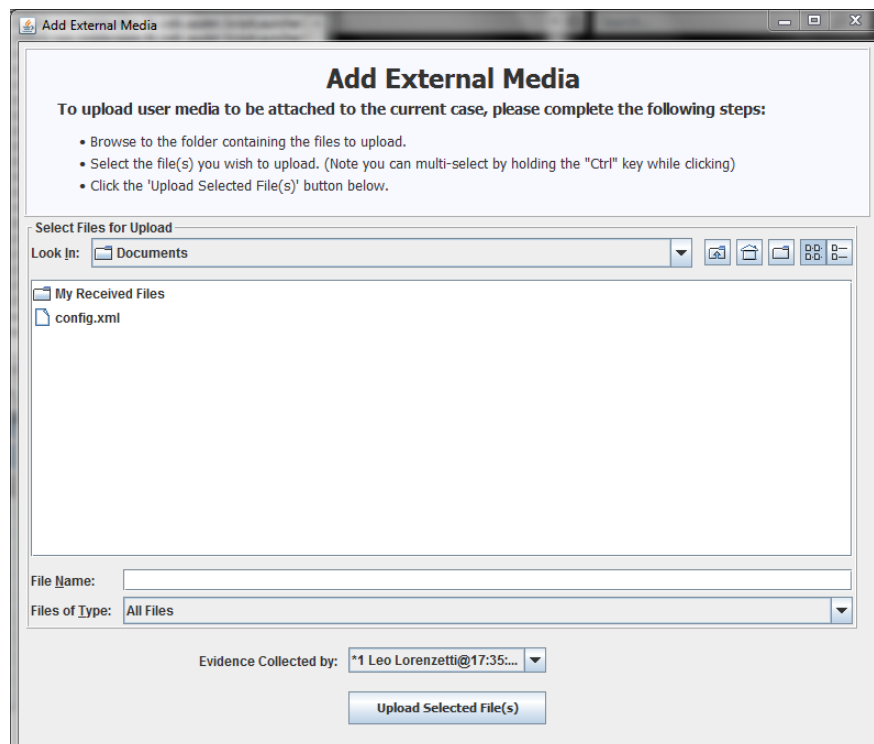 Add External Media
Add External Media
To upload user media to be attached to the current case, please complete the following steps:
• Browse to the folder containing the files to upload.
• Select the file(s) you wish to upload. (Note you can multi-select by holding the "Ctrl" key while clicking)
• Click the 'Upload Selected File(s)' button below.
Select Files for Upload
Look In: Documents
My Received Files
config.xml
File Name:
Files of Type: All Files
Evidence Collected by: *1 Leo Lorenzetti@17:35:...
Upload Selected File(s)